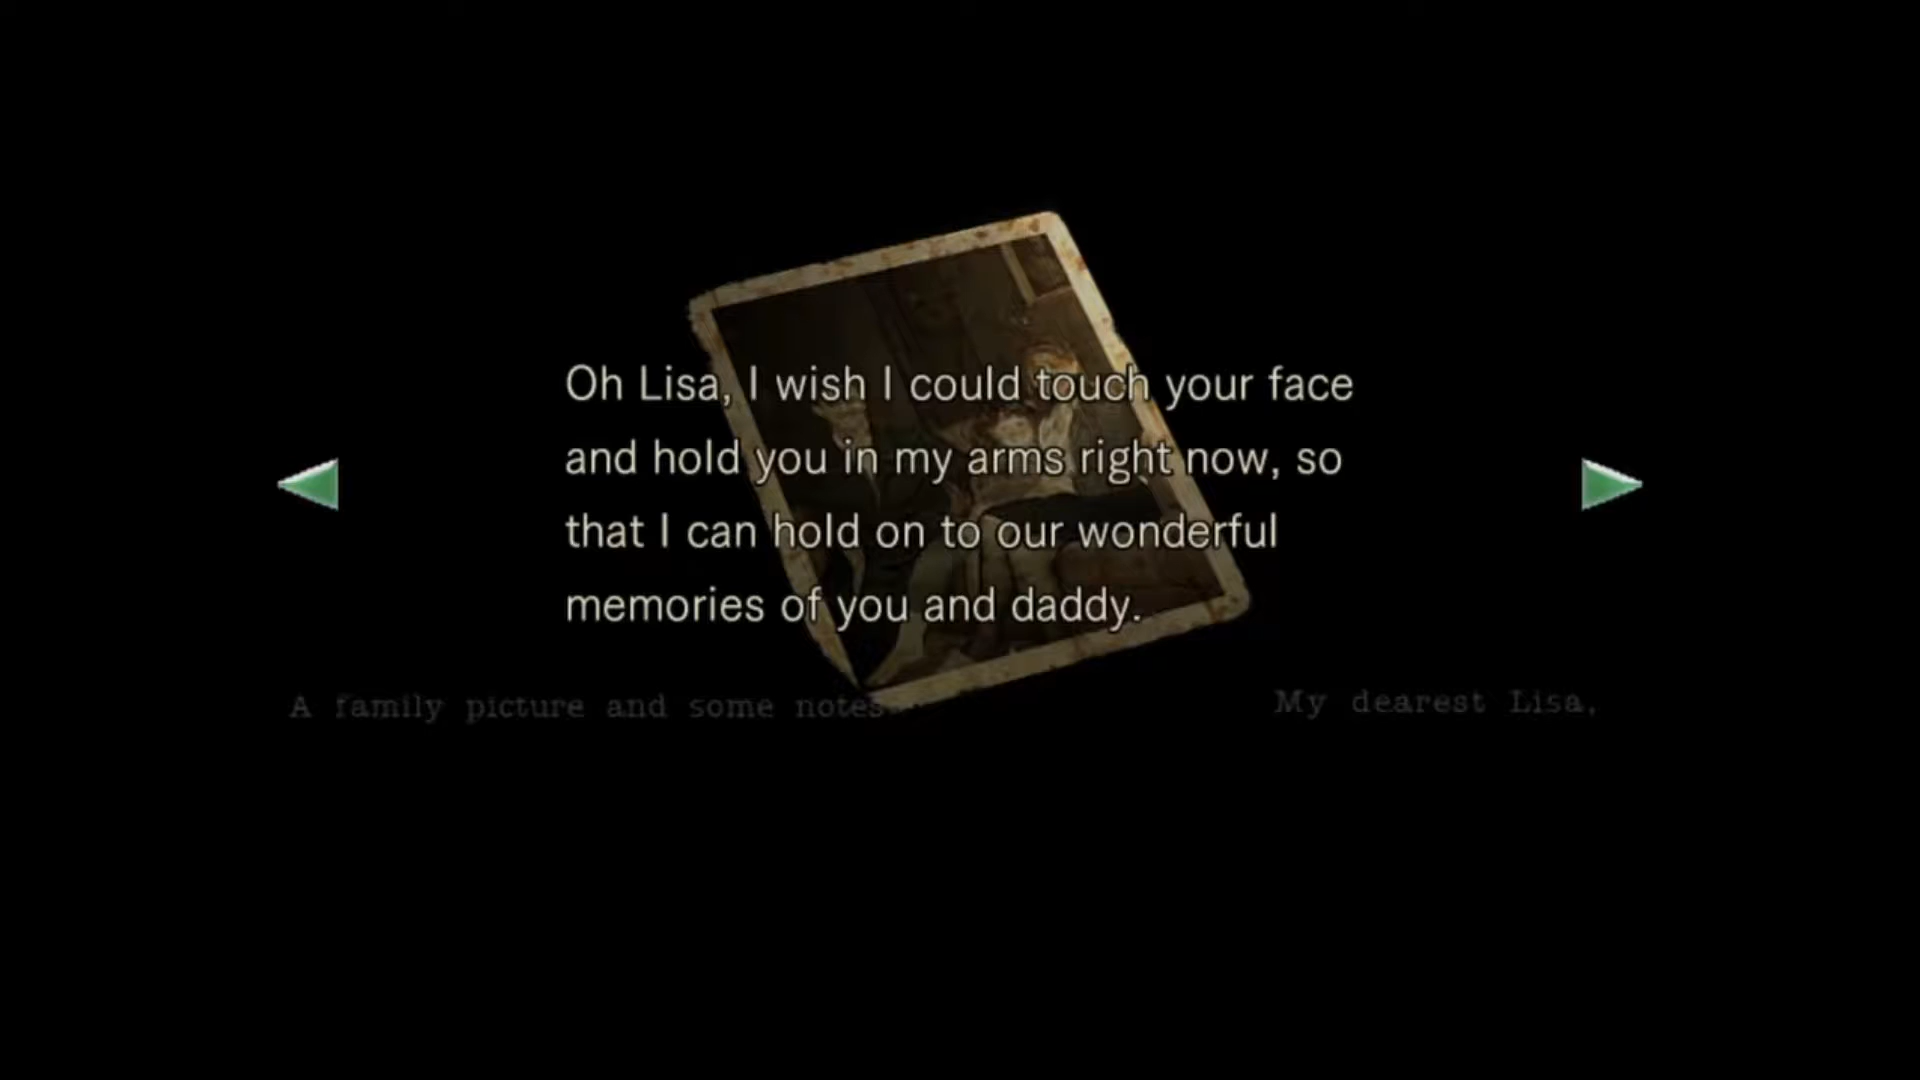 Oh Lisa, I wish I could touch your face
and hold you in my arms right now, so
that I can hold on to our wonderful
memories of you and daddy.
A family picture and some notes
My dearest Lisa,